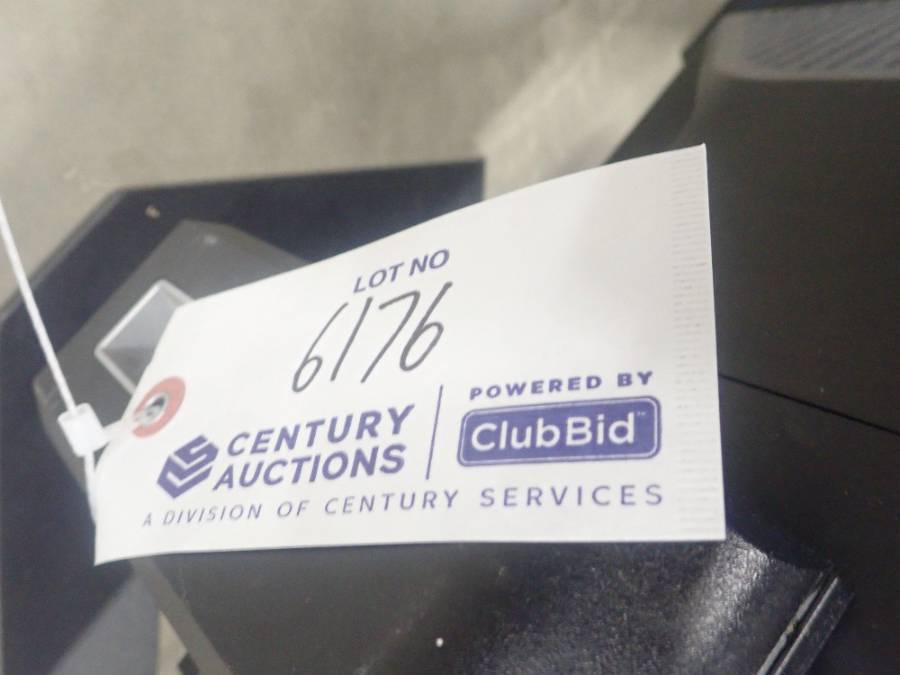 LOT NO
6176
CENTURY AUCTIONS
POWERED BY
ClubBid™
A DIVISION OF CENTURY SERVICES